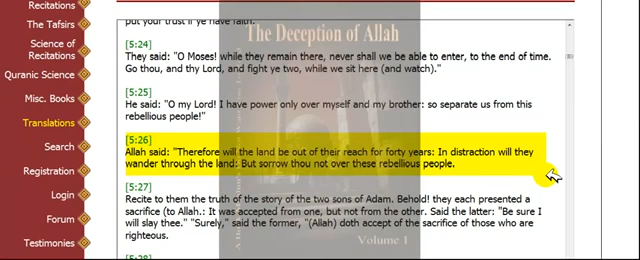 Recitations
The Tafsirs
Science of
Recitations
Quranic Science
Misc. Books
Translations
Search
Registration
Login
Forum
Testimonies
put your trust if ye have faith.
[5:24]
They said: "O Moses! while they remain there, never shall we be able to enter, to the end of time.
Go thou, and thy Lord, and fight ye two, while we sit here (and watch)."
[5:25]
He said: "O my Lord! I have power only over myself and my brother: so separate us from this
rebellious people!"
[5:26]
Allah said: "Therefore will the land be out of their reach for forty years: In distraction will they
wander through the land: But sorrow thou not over these rebellious people.
[5:27]
Recite to them the truth of the story of the two sons of Adam. Behold! they each presented a
sacrifice (to Allah.: It was accepted from one, but not from the other. Said the latter: "Be sure I
will slay thee." "Surely," said the former, "(Allah) doth accept of the sacrifice of those who are
righteous.
[5:28]
The Deception of Allah
Volume I